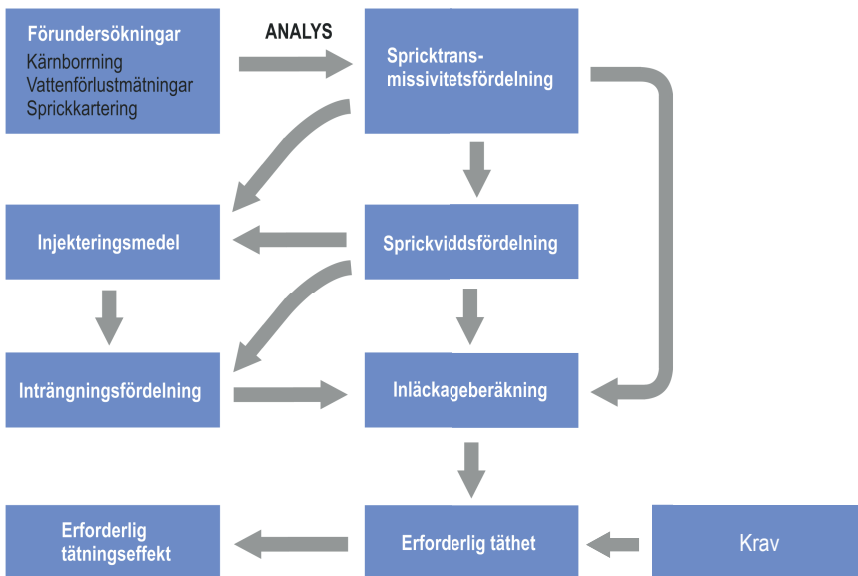 Förundersökningar
Kärnborrning
Vattenförlustmätningar
Sprickkartering
ANALYS
Spricktrans-
missivitetsfördelning
Injekteringsmedel
Sprickviddsfördelning
Inträngningsfördelning
Inläckageberäkning
Erforderlig
tätningseffekt
Erforderlig täthet
Krav